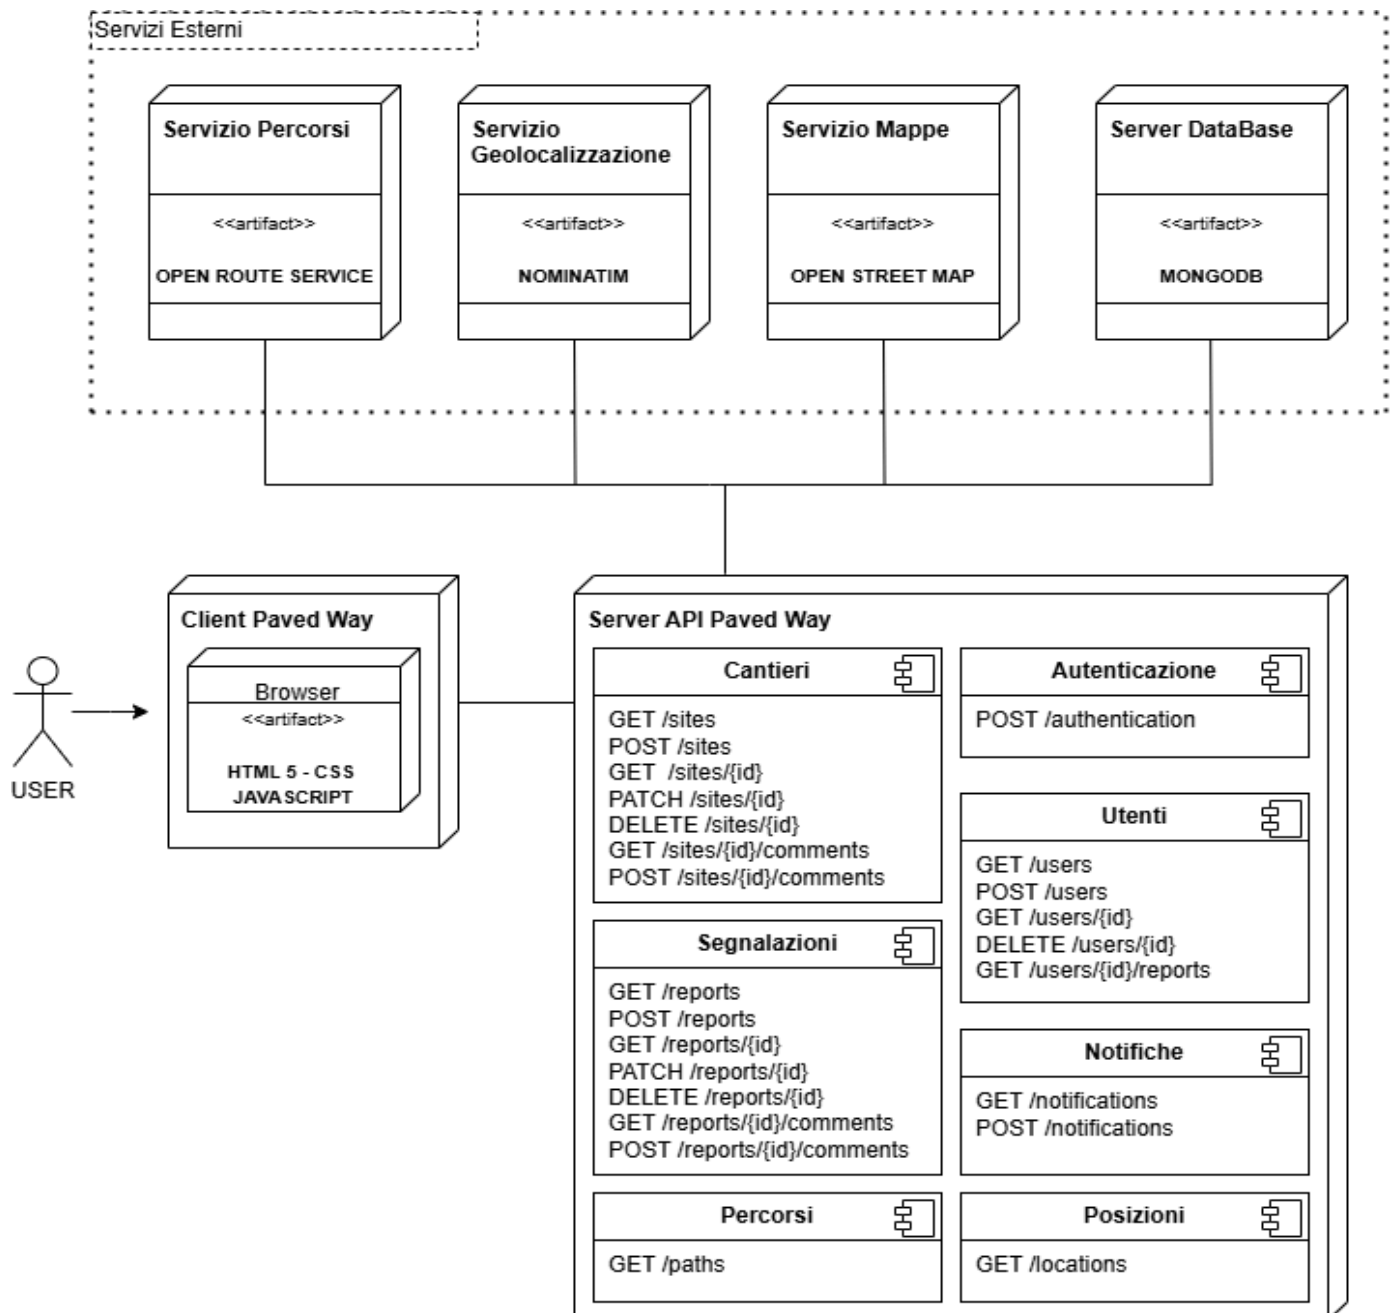 Servizi Esterni
Servizio Percorsi
<<artifact>>
OPEN ROUTE SERVICE
Servizio
Geolocalizzazione
<<artifact>>
NOMINATIM
Servizio Mappe
<<artifact>>
OPEN STREET MAP
Server DataBase
<<artifact>>
MONGODB
USER
Client Paved Way
Browser
<<artifact>>
HTML 5 - CSS
JAVASCRIPT
Server API Paved Way
Cantieri
GET /sites
POST /sites
GET  /sites/{id}
PATCH /sites/{id}
DELETE /sites/{id}
GET /sites/{id}/comments
POST /sites/{id}/comments
Segnalazioni
GET /reports
POST /reports
GET /reports/{id}
PATCH /reports/{id}
DELETE /reports/{id}
GET /reports/{id}/comments
POST /reports/{id}/comments
Percorsi
GET /paths
Autenticazione
POST /authentication
Utenti
GET /users
POST /users
GET /users/{id}
DELETE /users/{id}
GET /users/{id}/reports
Notifiche
GET /notifications
POST /notifications
Posizioni
GET /locations